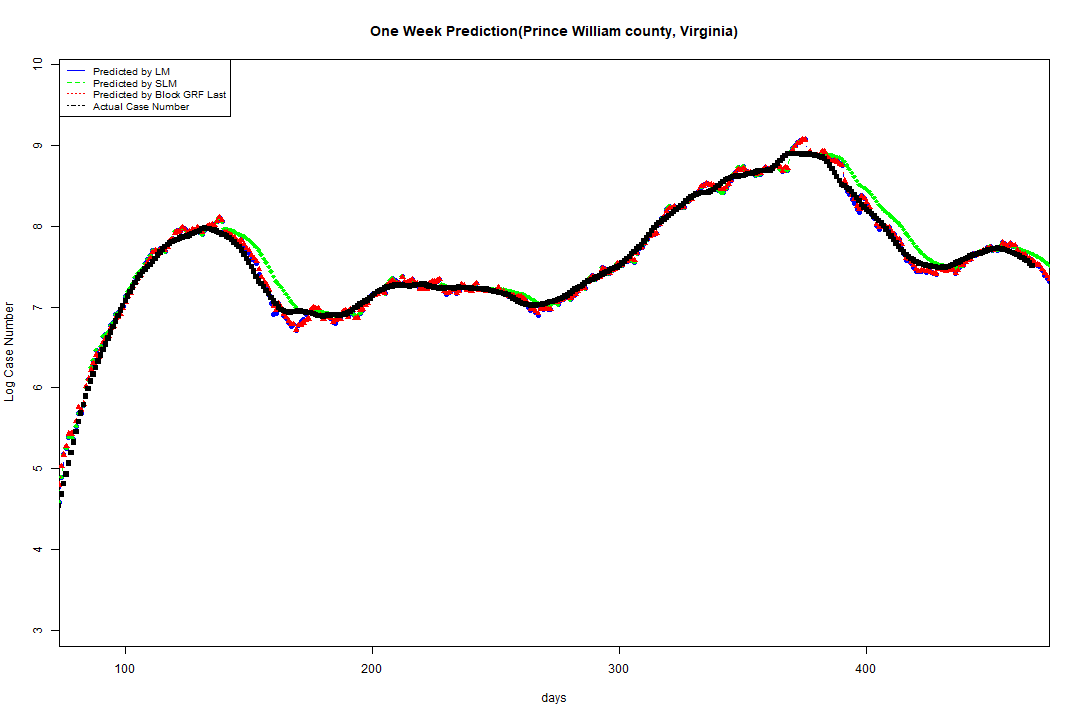 One Week Prediction(Prince William county, Virginia)
Predicted by LM
Predicted by SLM
Predicted by Block GRF Last
Actual Case Number
10
9
8
7
6
5
4
3
Log Case Number
100 200 300 400
days